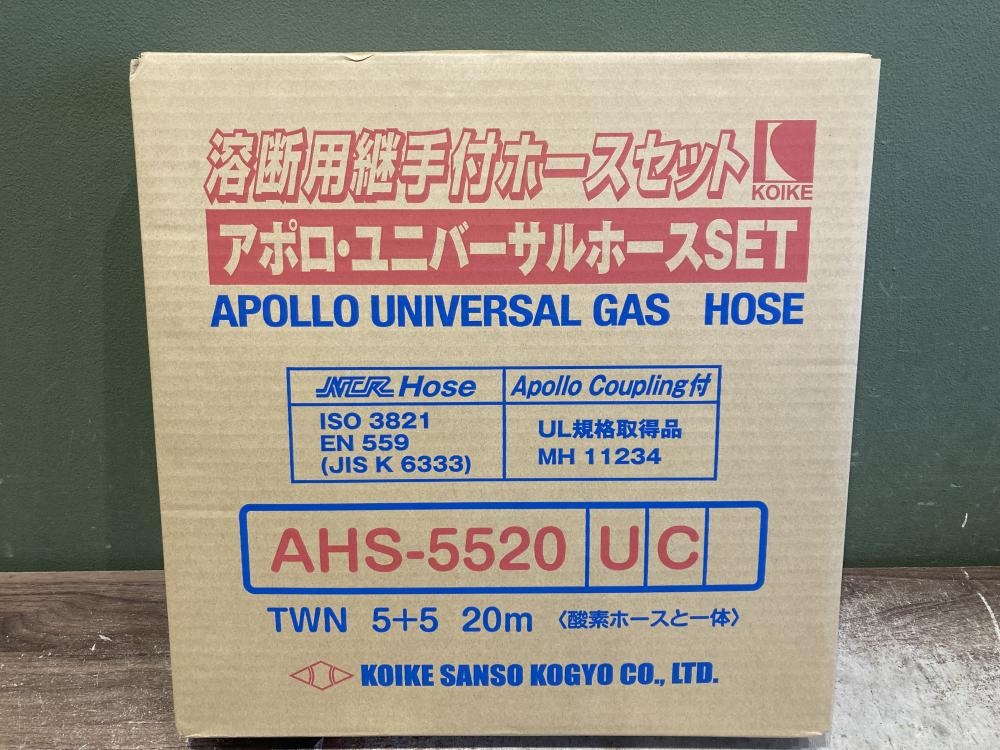 溶断用継手付ホースセット
KOIKE
アポロ・ユニバーサルホースSET
APOLLO UNIVERSAL GAS HOSE
NCR Hose
Apollo Coupling付
ISO 3821
EN 559
(JIS K 6333)
UL規格取得品
MH 11234
AHS-5520 U C
TWN 5+5 20m 〈酸素ホースと一体〉
KOIKE SANSO KOGYO CO., LTD.